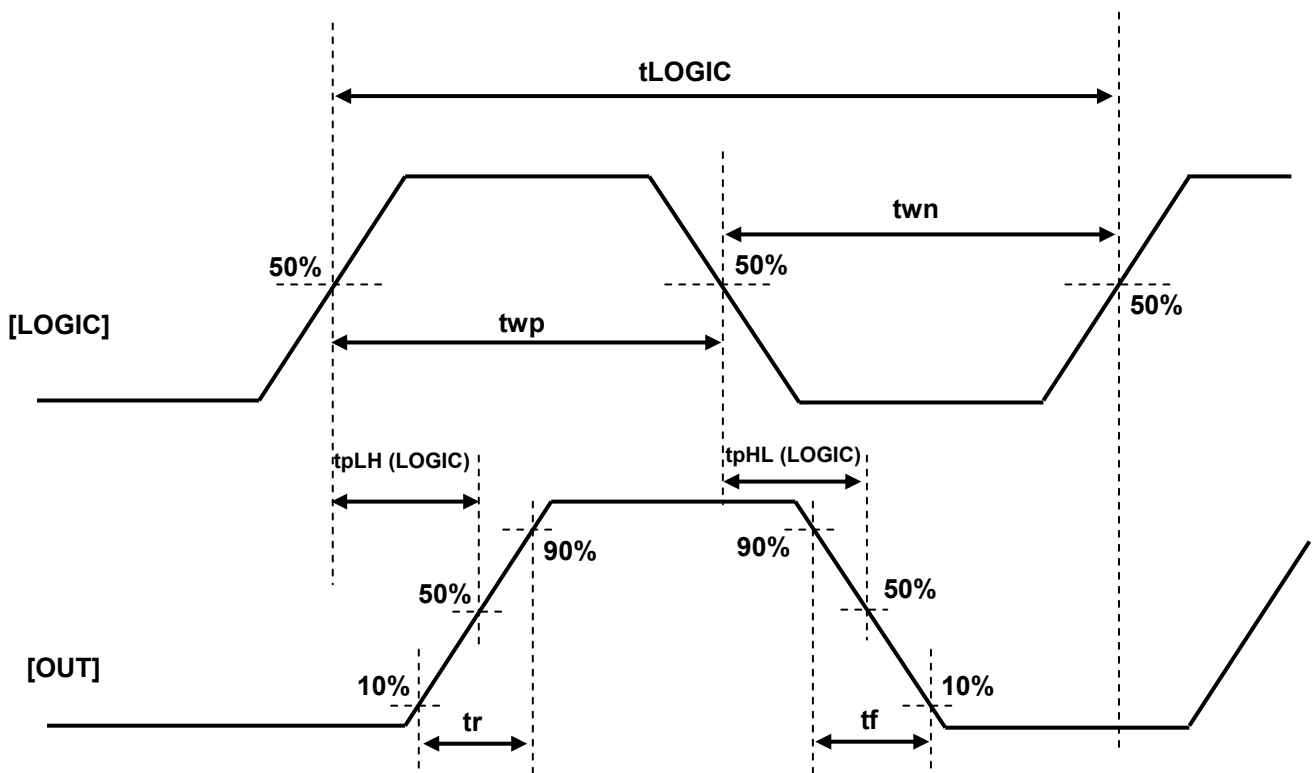 tLOGIC
twn
50%
50%
50%
[LOGIC]
twp
tpLH (LOGIC)
tpHL (LOGIC)
90%
90%
50%
50%
[OUT]
10%
10%
tr
tf